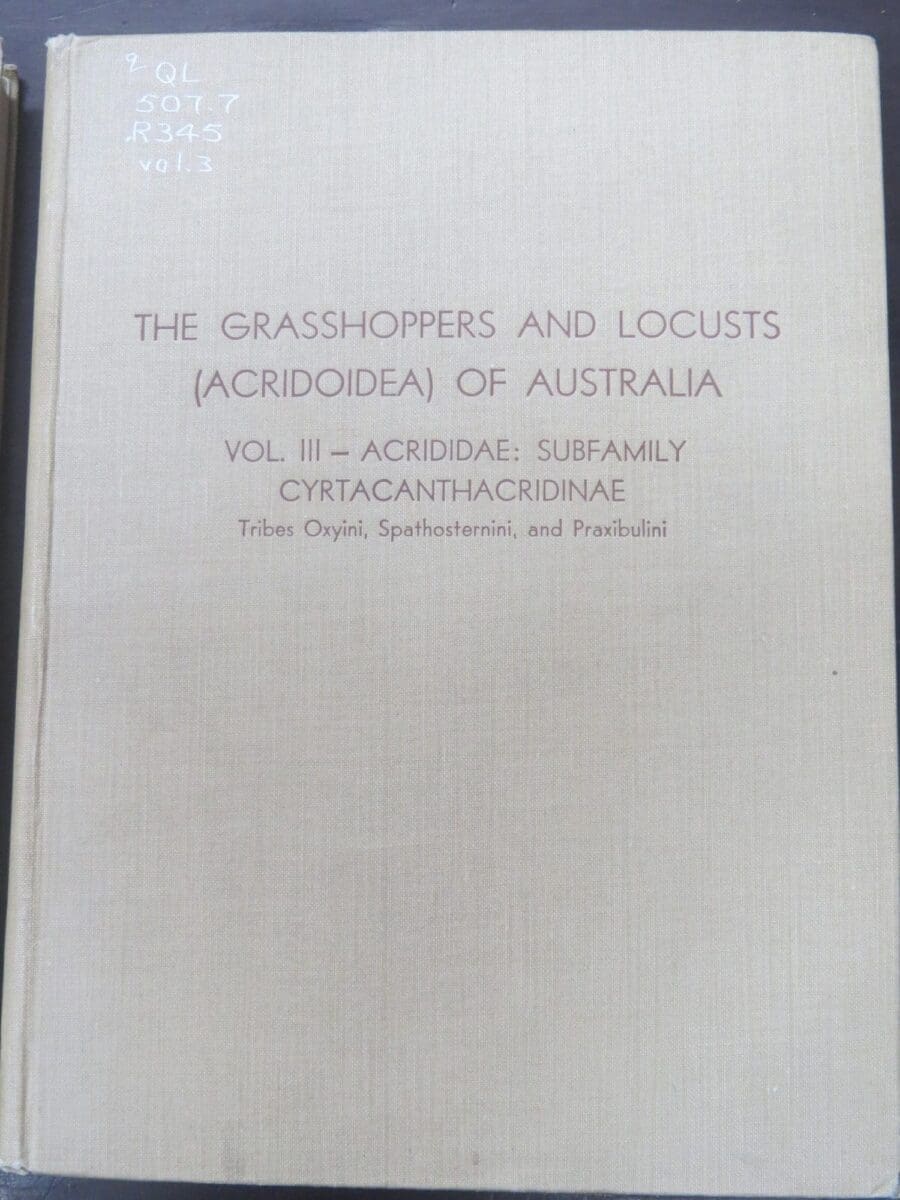 q QL
507.7
.R345
vol.3
THE GRASSHOPPERS AND LOCUSTS
(ACRIDOIDEA) OF AUSTRALIA
VOL. III – ACRIDIDAE: SUBFAMILY
CYRTACANTHACRIDINAE
Tribes Oxyini, Spathosternini, and Praxibulini